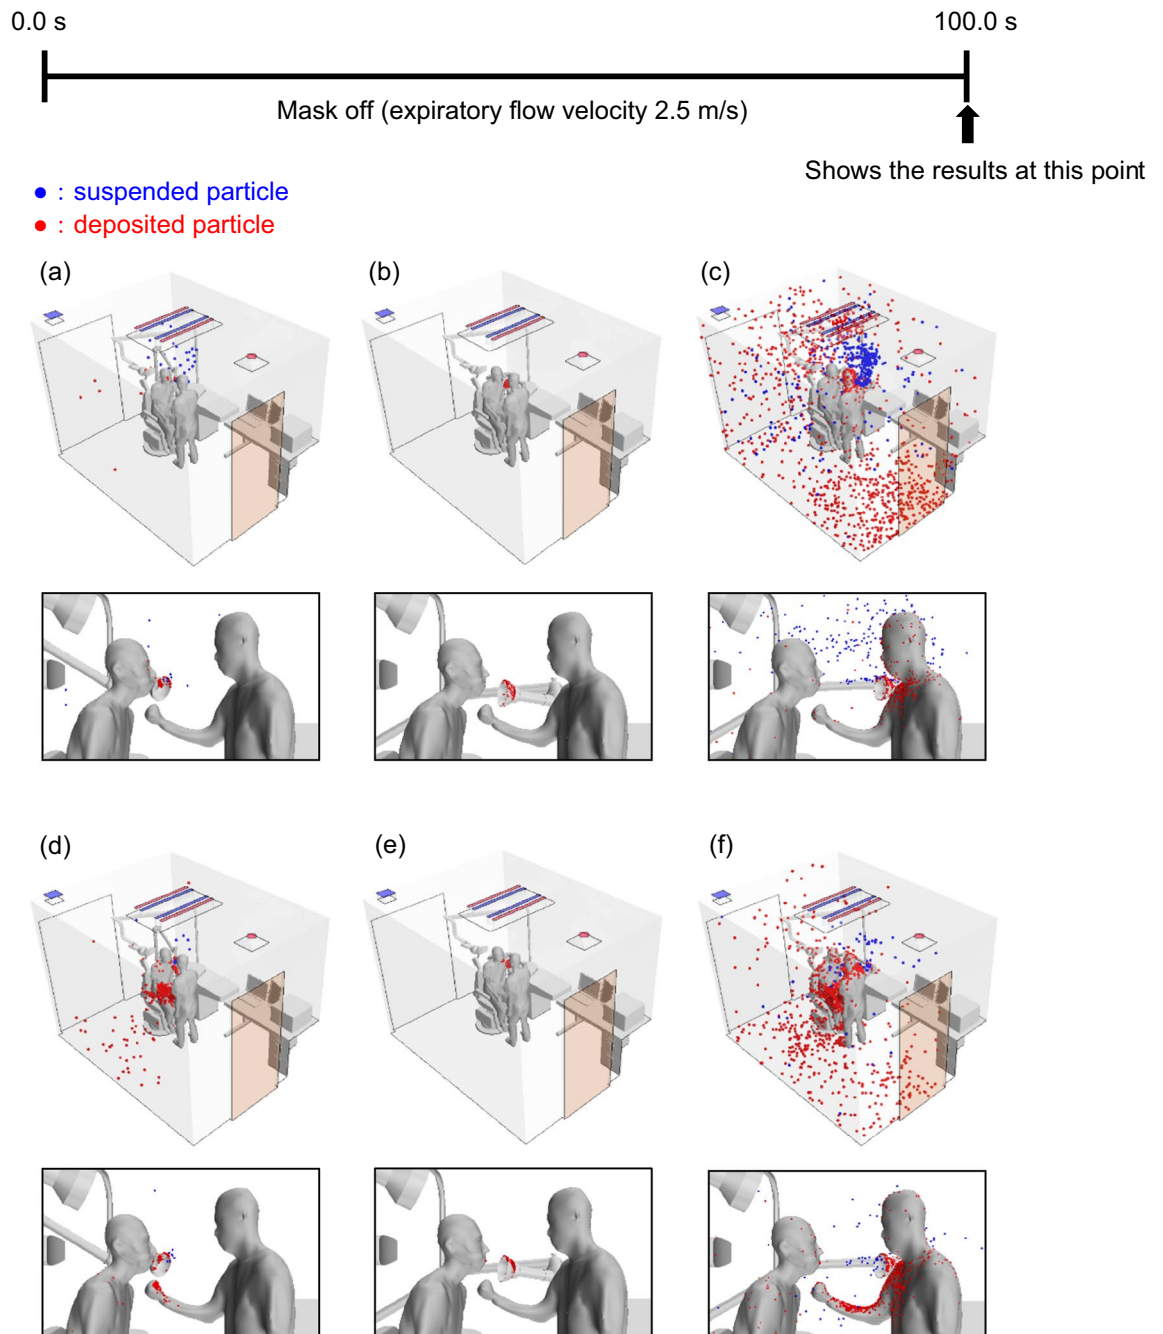 0.0 s
100.0 s
Mask off (expiratory flow velocity 2.5 m/s)
Shows the results at this point
: suspended particle
: deposited particle
(a)
(b)
(c)
(d)
(e)
(f)